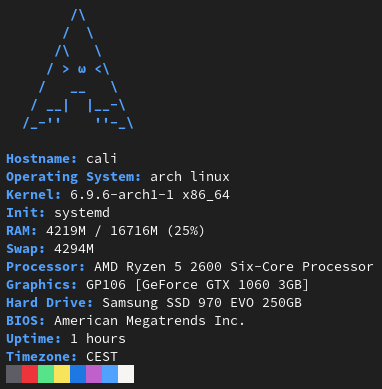 /\
/  \
/\   \
/ > ω <\
/   __   \
/ __|  |__-\
/_-''    ''-_\
Hostname: cali
Operating System: arch linux
Kernel: 6.9.6-arch1-1 x86_64
Init: systemd
RAM: 4219M / 16716M (25%)
Swap: 4294M
Processor: AMD Ryzen 5 2600 Six-Core Processor
Graphics: GP106 [GeForce GTX 1060 3GB]
Hard Drive: Samsung SSD 970 EVO 250GB
BIOS: American Megatrends Inc.
Uptime: 1 hours
Timezone: CEST